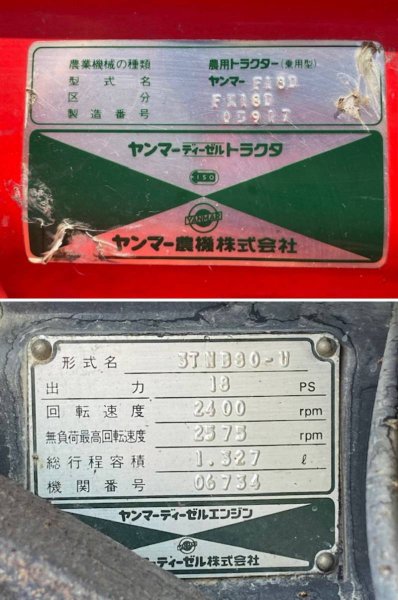 農業機械の種類 農用トラクター(乗用型)
型式名 ヤンマー F18D
区分 FX18D
製造番号 05917
ヤンマーディーゼルトラクタ
ISO
YANMAR
ヤンマー農機株式会社
形式名 3TNB80-U
出力 18 PS
回転速度 2400 rpm
無負荷最高回転速度 2575 rpm
総行程容積 1.327 ℓ
機関番号 06734
ヤンマーディーゼルエンジン
YANMAR
ーディーゼル株式会社